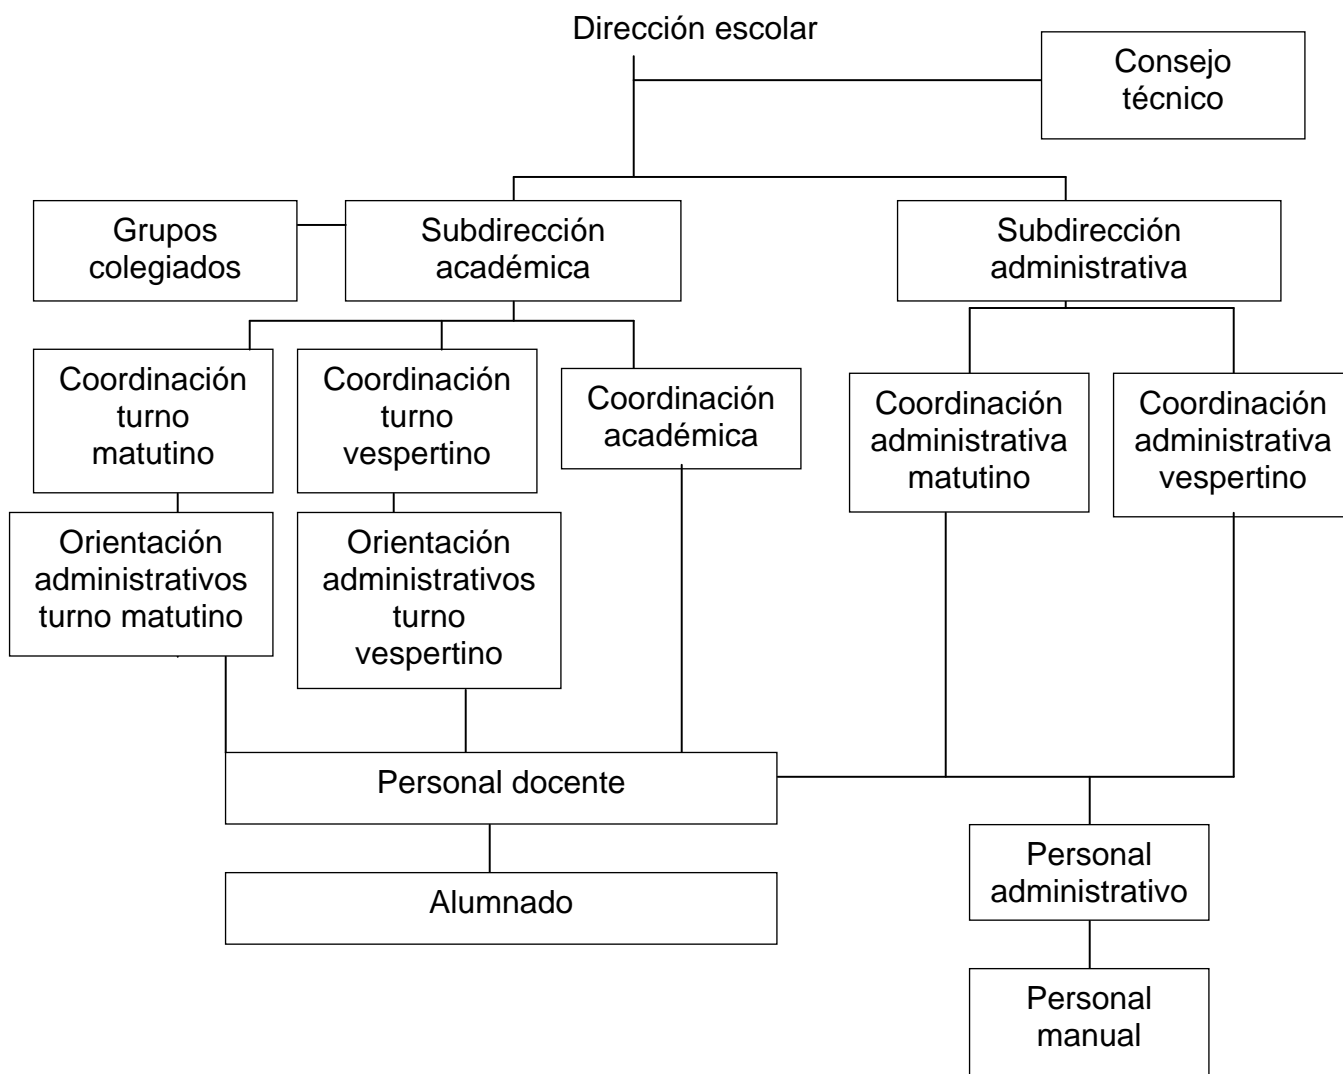 Dirección escolar
Consejo
técnico
Grupos
colegiados
Subdirección
académica
Subdirección
administrativa
Coordinación
turno
matutino
Coordinación
turno
vespertino
Coordinación
académica
Coordinación
administrativa
matutino
Coordinación
administrativa
vespertino
Orientación
administrativos
turno matutino
Orientación
administrativos
turno
vespertino
Personal docente
Alumnado
Personal
administrativo
Personal
manual